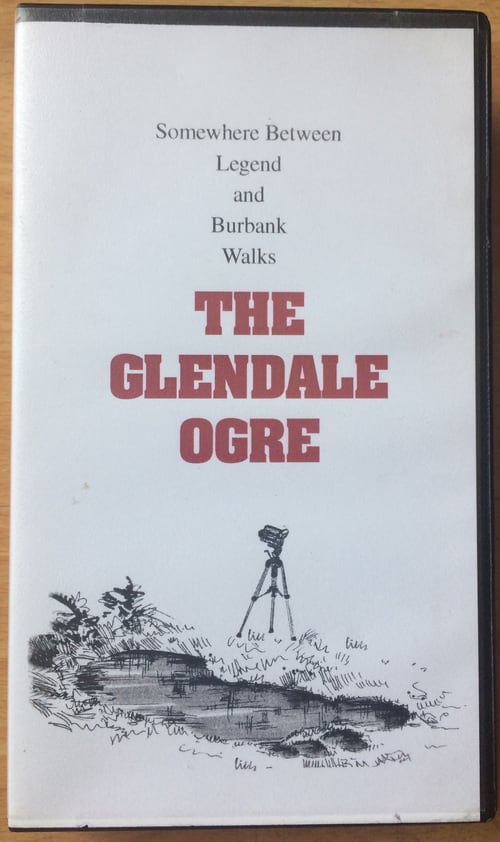 Somewhere Between
Legend
and
Burbank
Walks
THE
GLENDALE
OGRE